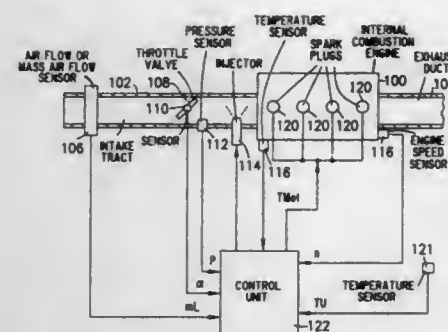 PRESSURE
SENSOR
TEMPERATURE
SENSOR
INTERNAL
COMBUSTION
ENGINE
AIR FLOW OR
MASS AIR FLOW
SENSOR
THROTTLE
VALVE
INJECTOR
SPARK
PLUGS
EXHAUS
DUCT
102
108
110
120
100
10
106
INTAKE
TRACT
SENSOR
112
114
116
120
120
120
116
ENGINE
SPEED
SENSOR
TMot
P
α
mL
CONTROL
UNIT
n
TU
121
TEMPERATURE
SENSOR
122